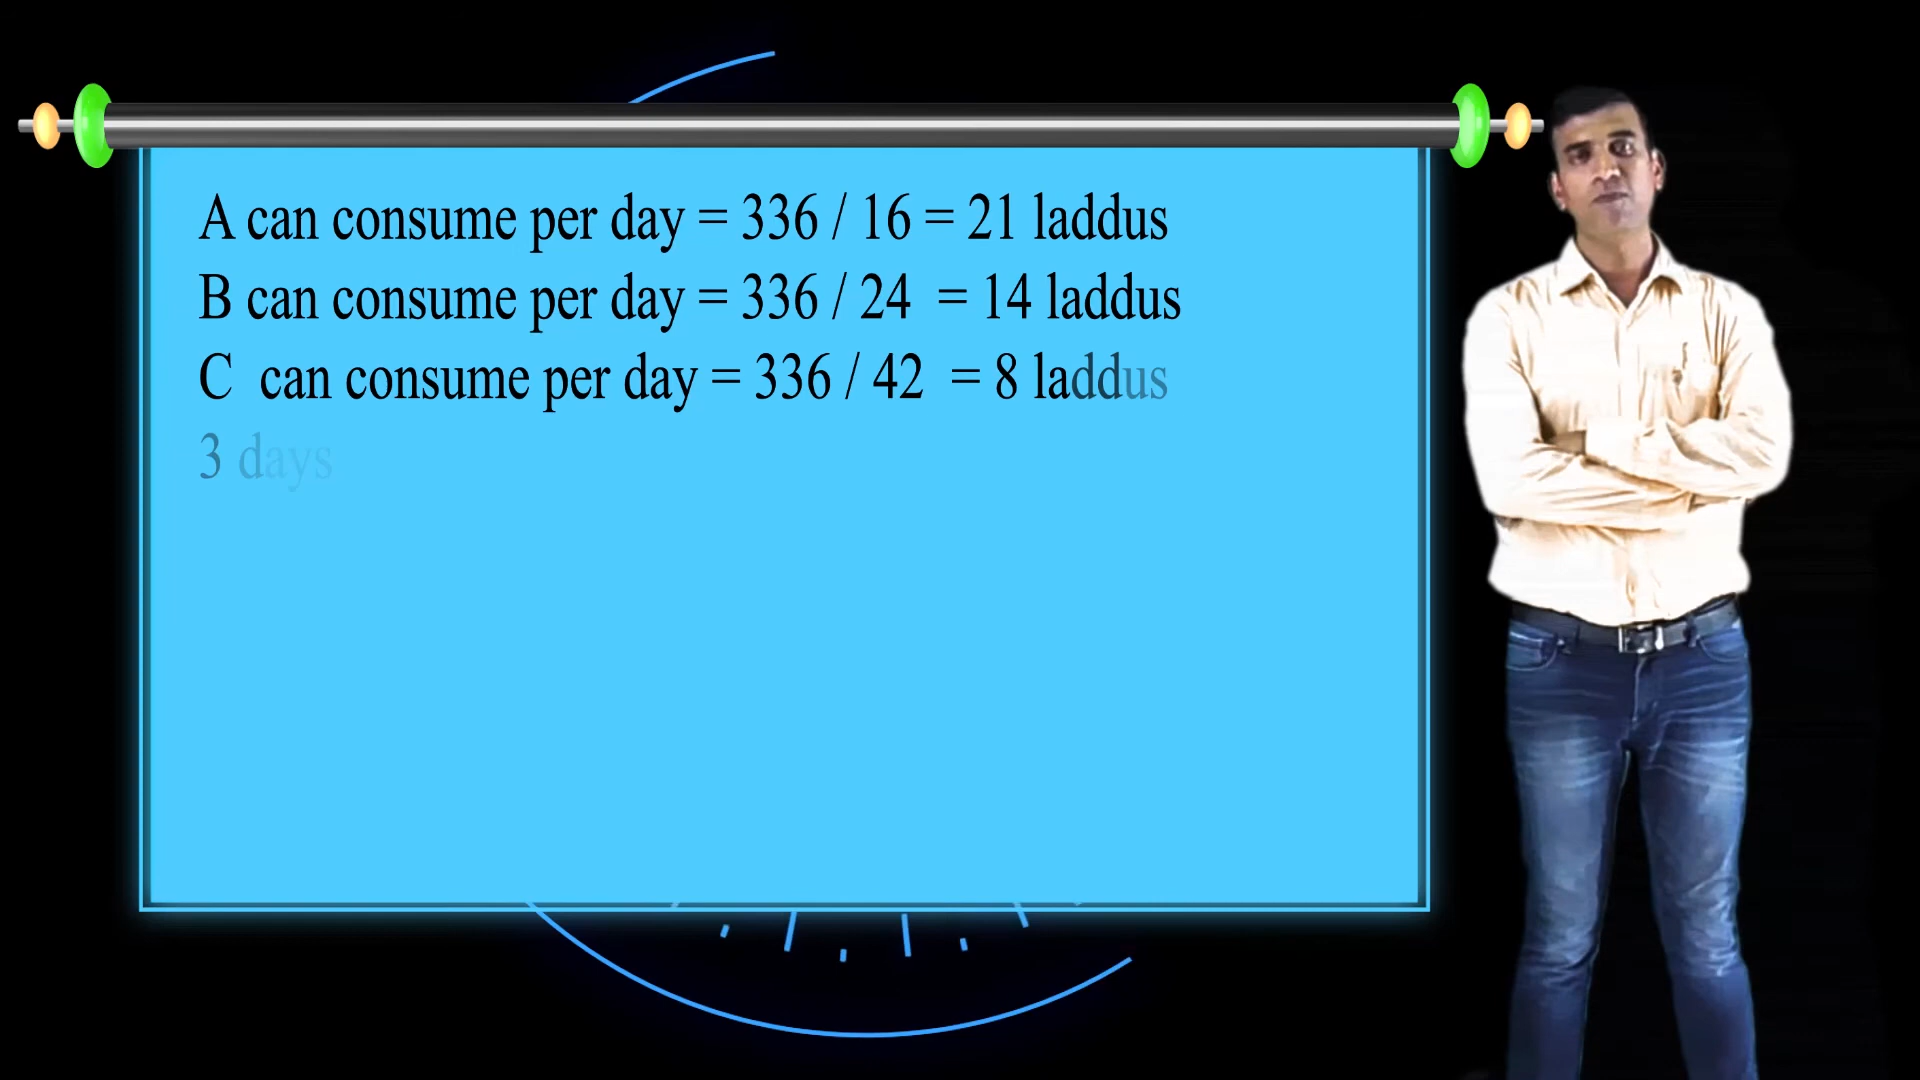 A can consume per day = 336 / 16 = 21 laddus
B can consume per day = 336 / 24 = 14 laddus
C can consume per day = 336 / 42 = 8 laddus
3 days